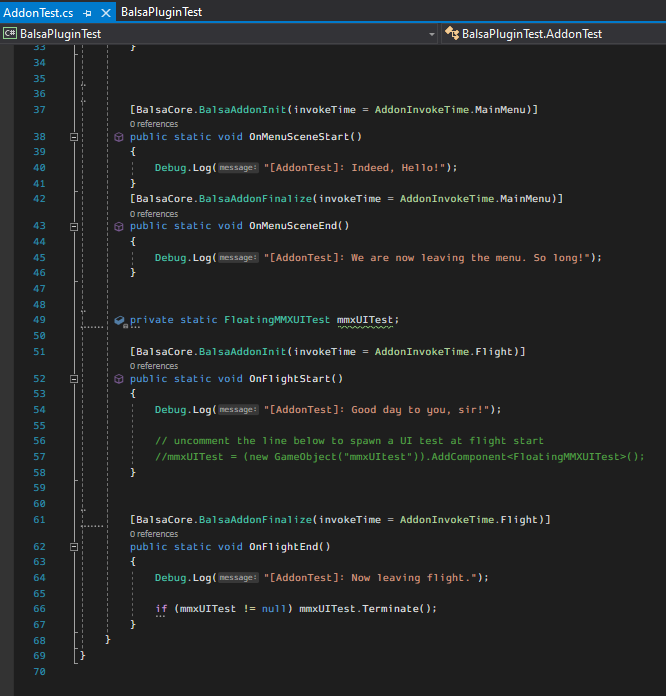 AddonTest.cs
BalsaPluginTest
C# BalsaPluginTest
BalsaPluginTest.AddonTest
33 }
34
35
36
37 [BalsaCore.BalsaAddonInit(invokeTime = AddonInvokeTime.MainMenu)]
0 references
38 public static void OnMenuSceneStart()
39 {
40 Debug.Log(message: "[AddonTest]: Indeed, Hello!");
41 }
42 [BalsaCore.BalsaAddonFinalize(invokeTime = AddonInvokeTime.MainMenu)]
0 references
43 public static void OnMenuSceneEnd()
44 {
45 Debug.Log(message: "[AddonTest]: We are now leaving the menu. So long!");
46 }
47
48
49 private static FloatingMMXUITest mmxUITest;
50
51 [BalsaCore.BalsaAddonInit(invokeTime = AddonInvokeTime.Flight)]
0 references
52 public static void OnFlightStart()
53 {
54 Debug.Log(message: "[AddonTest]: Good day to you, sir!");
55
56 // uncomment the line below to spawn a UI test at flight start
57 //mmxUITest = (new GameObject("mmxUItest")).AddComponent<FloatingMMXUITest>();
58 }
59
60
61 [BalsaCore.BalsaAddonFinalize(invokeTime = AddonInvokeTime.Flight)]
0 references
62 public static void OnFlightEnd()
63 {
64 Debug.Log(message: "[AddonTest]: Now leaving flight.");
65
66 if (mmxUITest != null) mmxUITest.Terminate();
67 }
68 }
69 }
70